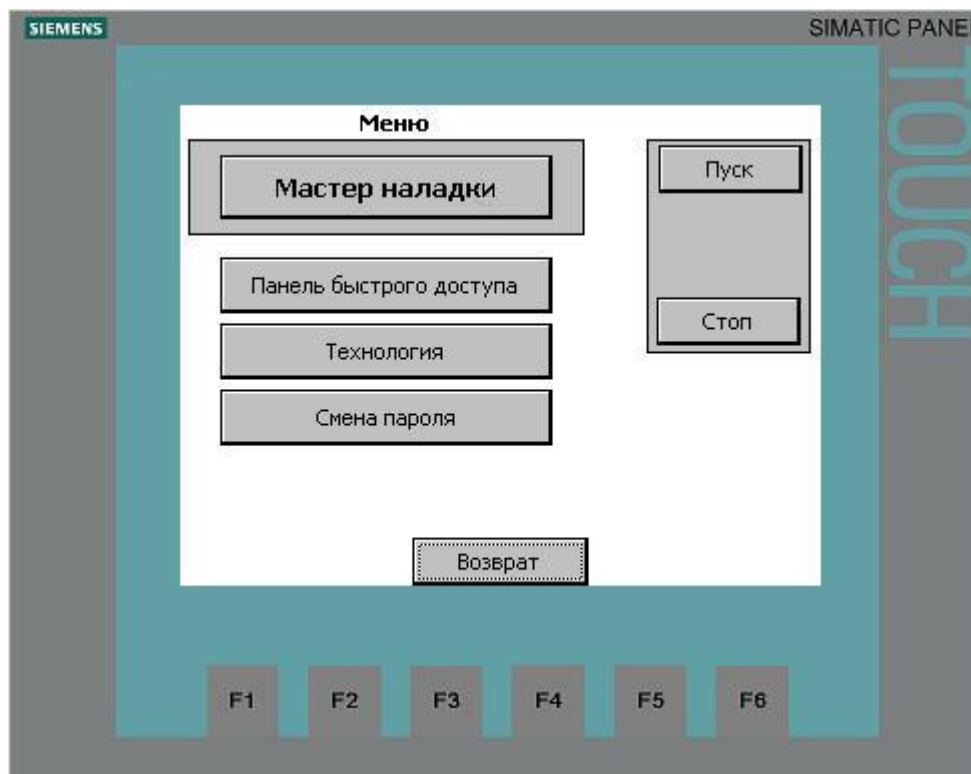 SIEMENS
SIMATIC PANE
TOUCH
Меню
Мастер наладки
Пуск
Панель быстрого доступа
Стоп
Технология
Смена пароля
Возврат
F1 F2 F3 F4 F5 F6